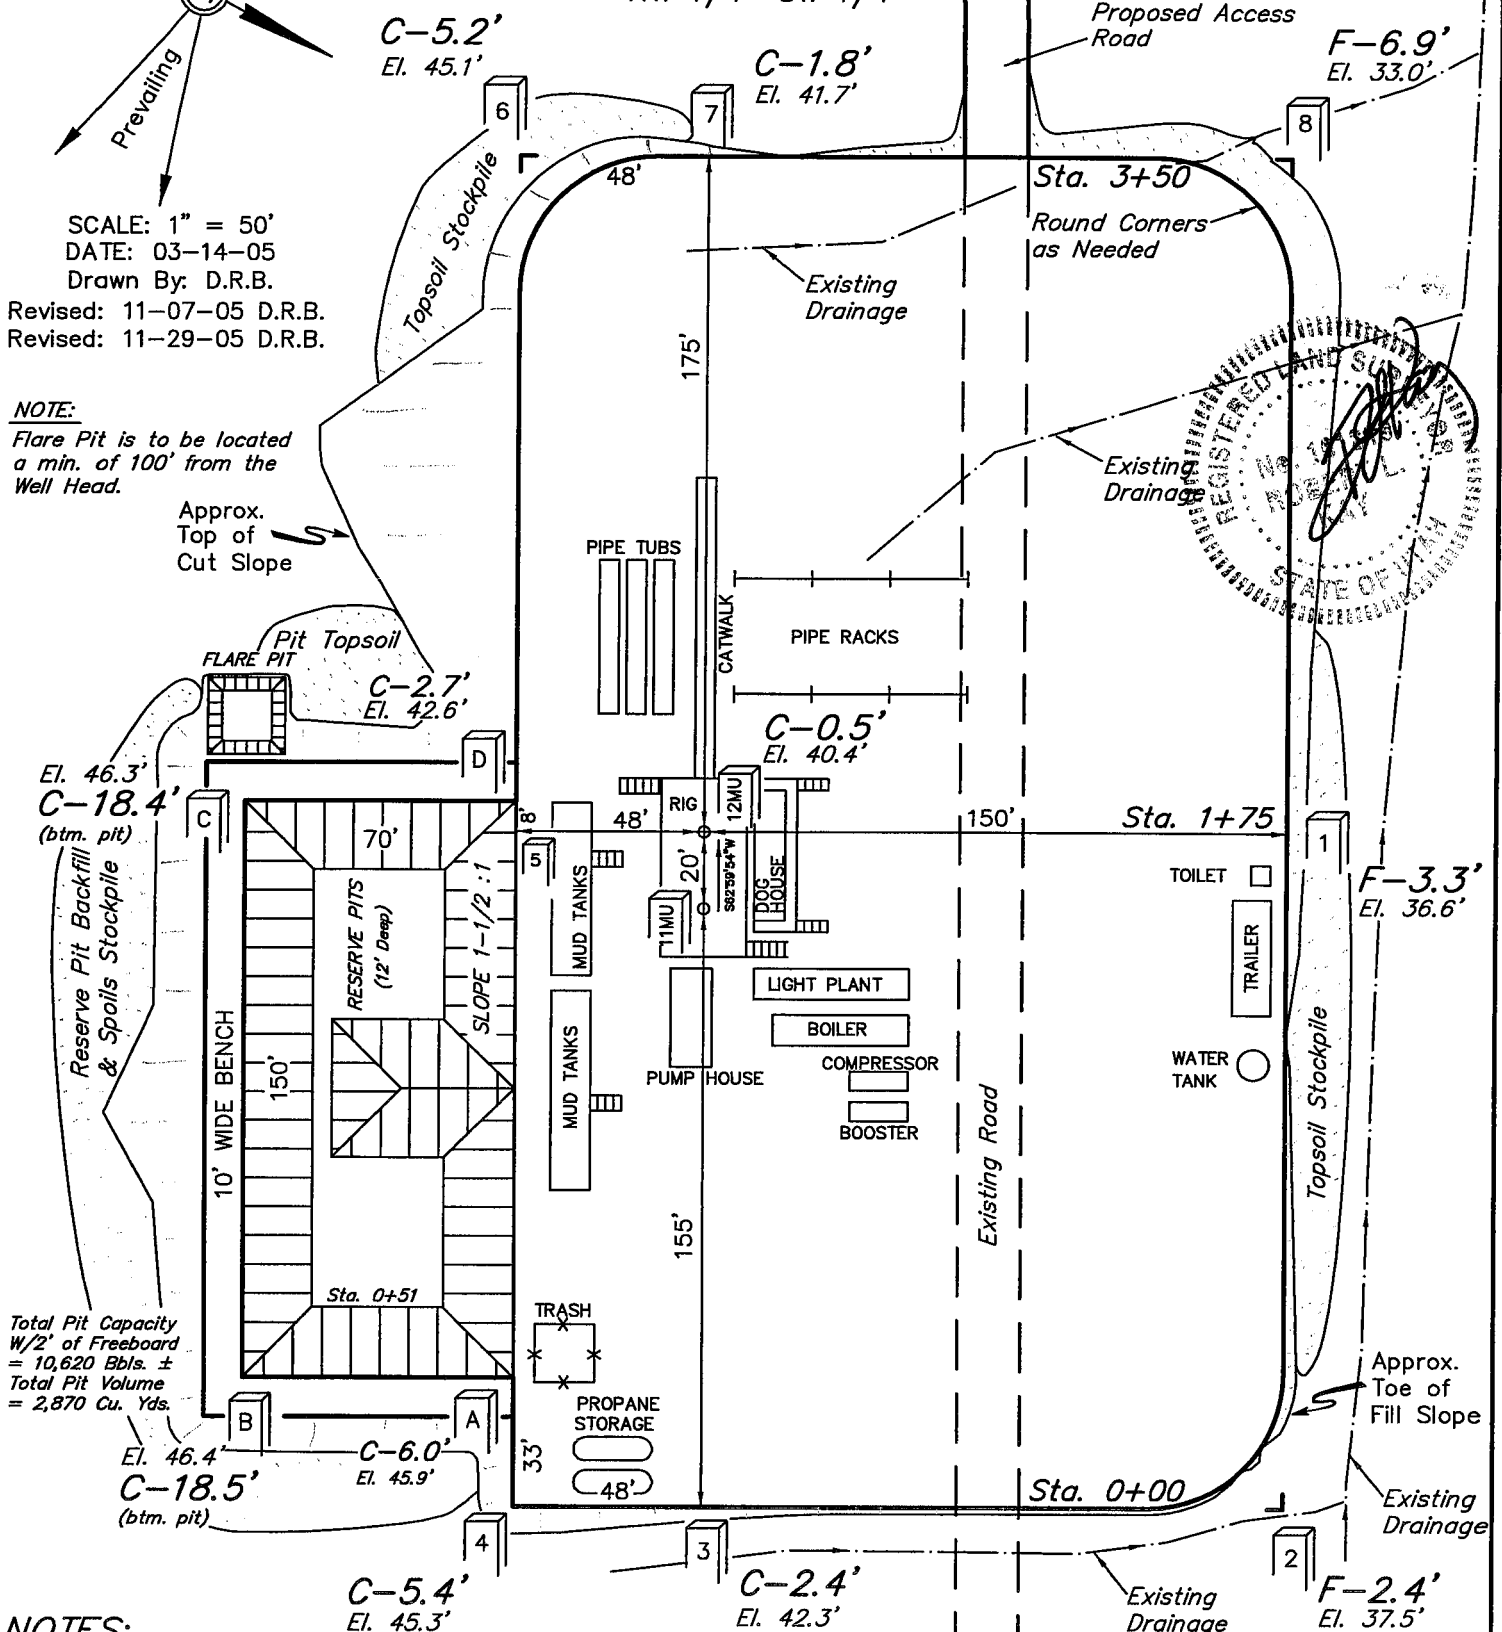 C-5.2'
El. 45.1'
C-1.8'
El. 41.7'
Proposed Access
Road
F-6.9'
El. 33.0'
Prevailing
6
7
8
48'
Sta. 3+50
Topsoil Stockpile
SCALE: 1" = 50'
DATE: 03-14-05
Drawn By: D.R.B.
Revised: 11-07-05 D.R.B.
Revised: 11-29-05 D.R.B.
Round Corners
as Needed
Existing
Drainage
175'
NOTE:
Flare Pit is to be located
a min. of 100' from the
Well Head.
Approx.
Top of
Cut Slope
Existing
Drainage
REGISTERED LAND
STATE OF UTAH
PIPE TUBS
CATWALK
PIPE RACKS
Pit Topsoil
FLARE PIT
C-2.7'
El. 42.6'
C-0.5'
El. 40.4'
D
El. 46.3'
C-18.4'
(btm. pit)
C
70'
8'
48'
RIG
12MU
150'
Sta. 1+75
1
5
20'
S82°59'54"W
DOG
HOUSE
11MU
MUD TANKS
TOILET
F-3.3'
El. 36.6'
TRAILER
Reserve Pit Backfill
& Spoils Stockpile
RESERVE PITS
(12' Deep)
SLOPE 1-1/2 :1
LIGHT PLANT
BOILER
COMPRESSOR
BOOSTER
PUMP HOUSE
MUD TANKS
WATER
TANK
10' WIDE BENCH
150'
Existing Road
Topsoil Stockpile
155'
Sta. 0+51
TRASH
Total Pit Capacity
W/2' of Freeboard
= 10,620 Bbls. ±
Total Pit Volume
= 2,870 Cu. Yds.
Approx.
Toe of
Fill Slope
PROPANE
STORAGE
B
A
El. 46.4'
C-18.5'
(btm. pit)
C-6.0'
El. 45.9'
33'
48'
Sta. 0+00
Existing
Drainage
4
3
2
C-5.4'
El. 45.3'
C-2.4'
El. 42.3'
Existing
Drainage
F-2.4'
El. 37.5'
NOTES: